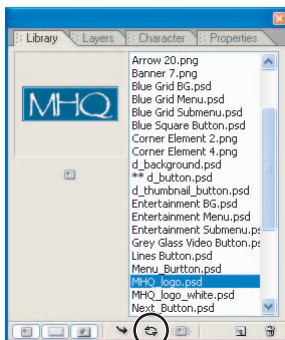 Library
Layers
Character
Properties
MHQ
Arrow 20.png
Banner 7.png
Blue Grid BG.psd
Blue Grid Menu.psd
Blue Grid Submenu.psd
Blue Square Button.psd
Corner Element 2.png
Corner Element 4.png
d_background.psd
** d_button.psd
d_thumbnail_button.psd
Entertainment BG.psd
Entertainment Menu.psd
Entertainment Submenu.ps
Grey Glass Video Button.ps
Lines Button.psd
Menu_Burtton.psd
MHQ_logo.psd
MHQ_logo_white.psd
Next_Button.psd